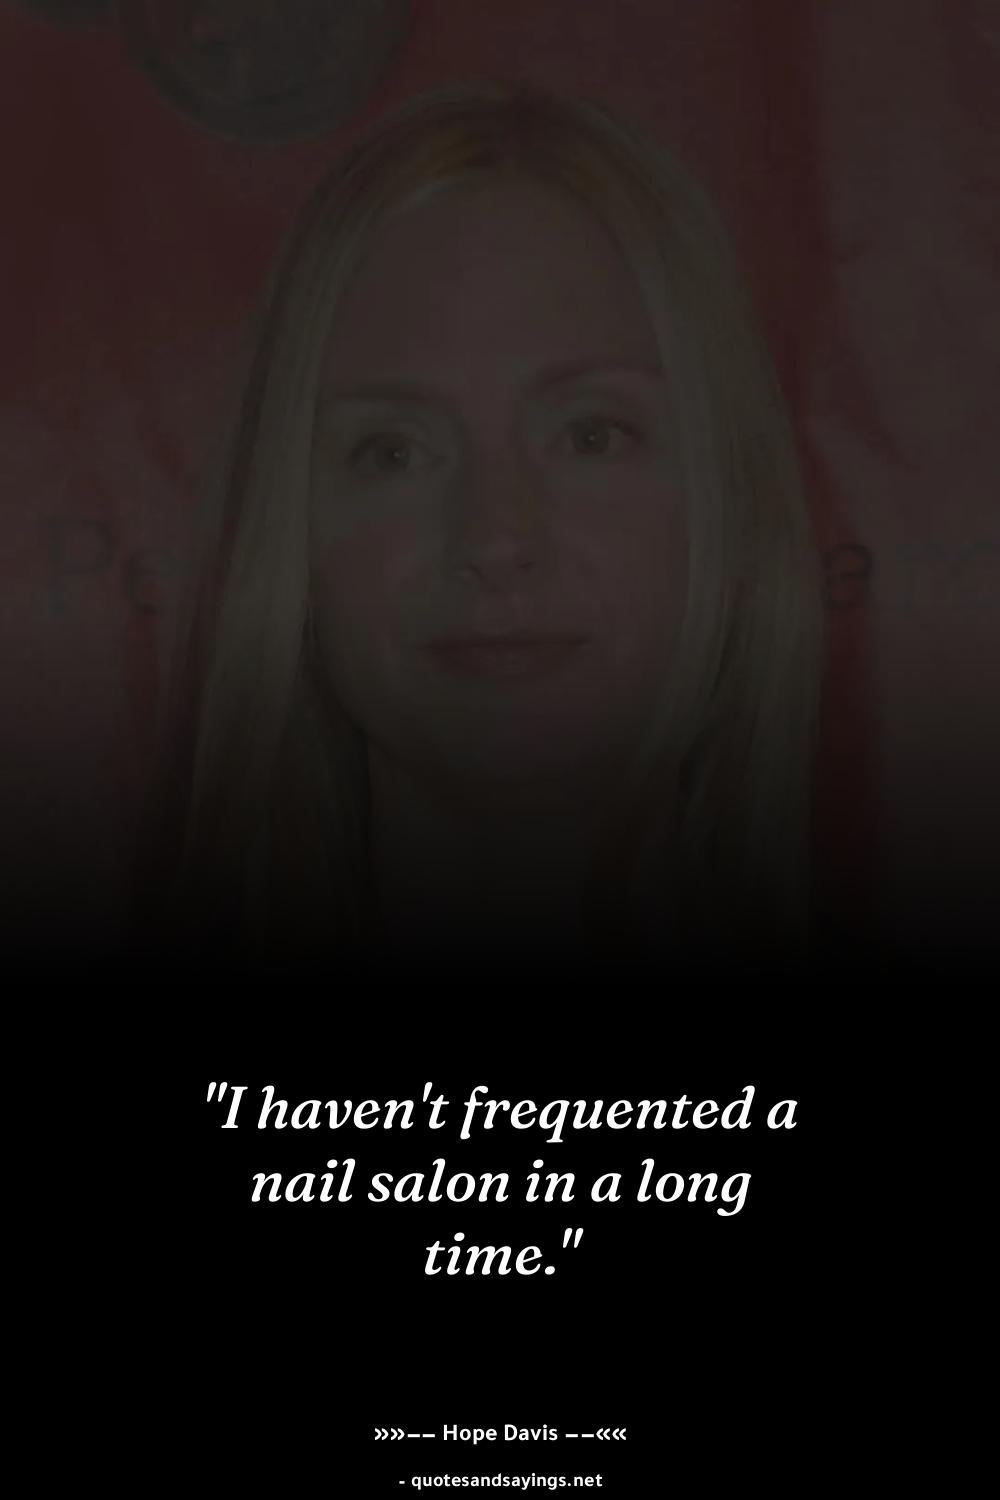 "I haven't frequented a
nail salon in a long
time."
»»–– Hope Davis ––««
- quotesandsayings.net